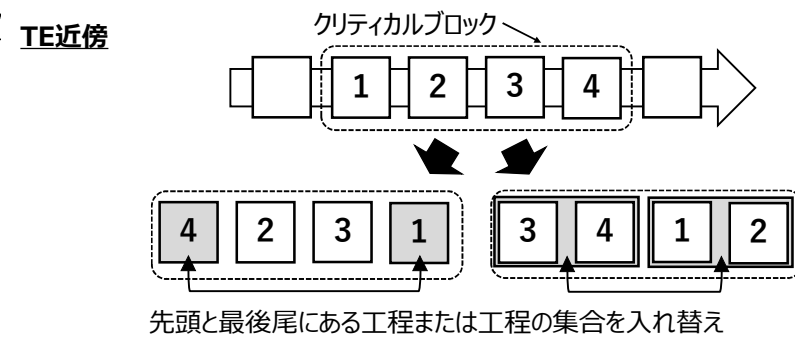 TE近傍
クリティカルブロック
1 2 3 4
4 2 3 1
3 4 1 2
先頭と最後尾にある工程または工程の集合を入れ替え